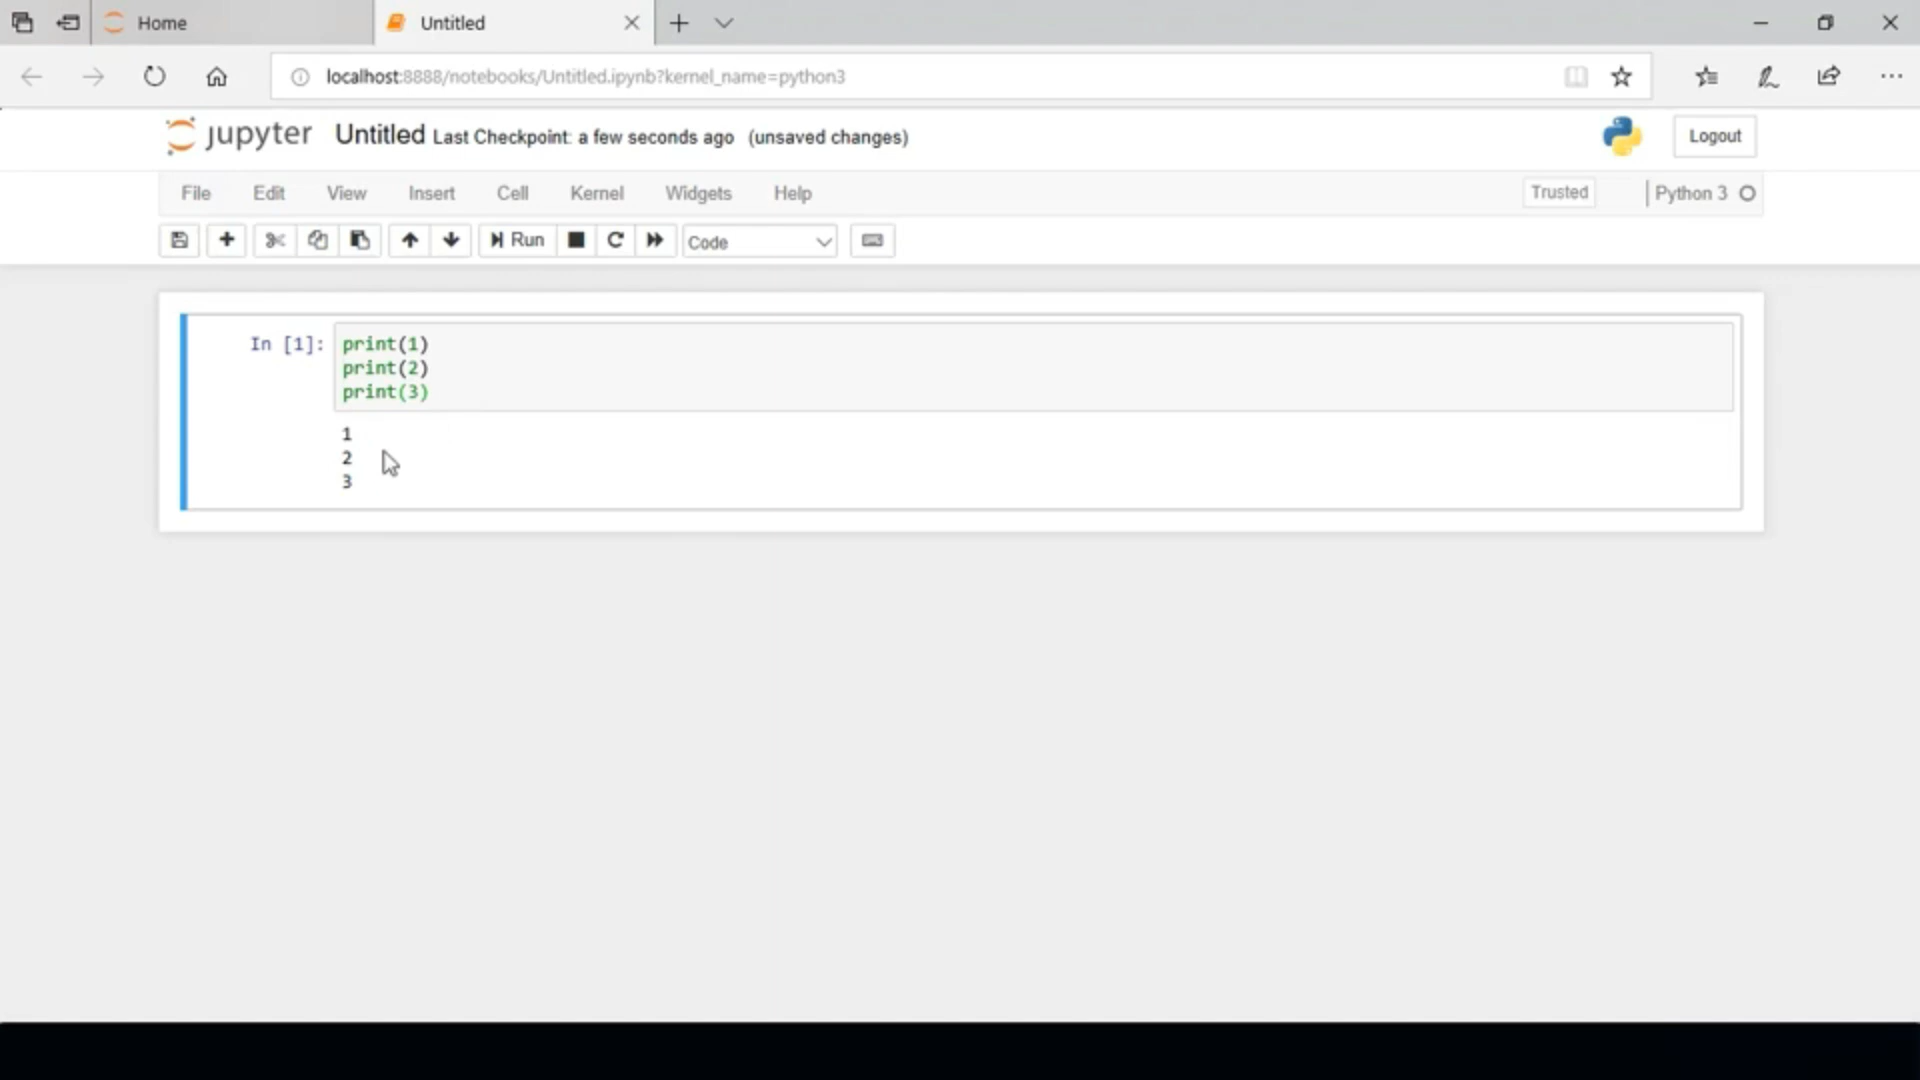 Home
Untitled
localhost:8888/notebooks/Untitled.ipynb?kernel_name=python3
jupyter Untitled Last Checkpoint: a few seconds ago (unsaved changes)
Logout
File Edit View Insert Cell Kernel Widgets Help
Trusted
Python 3
Run
Code
In [1]: print(1)
print(2)
print(3)
1
2
3